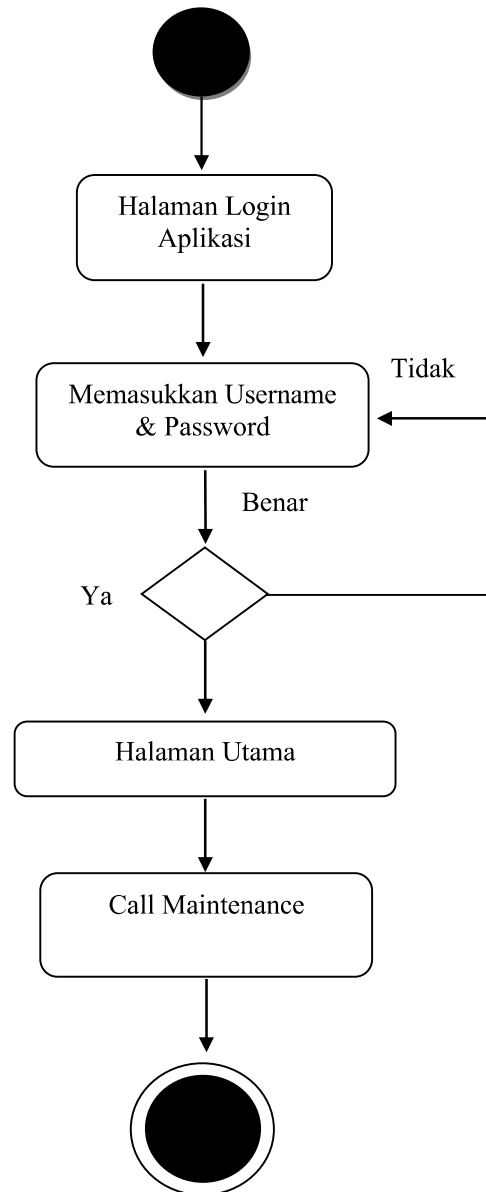 Halaman Login
Aplikasi
Tidak
Memasukkan Username
& Password
Benar
Ya
Halaman Utama
Call Maintenance